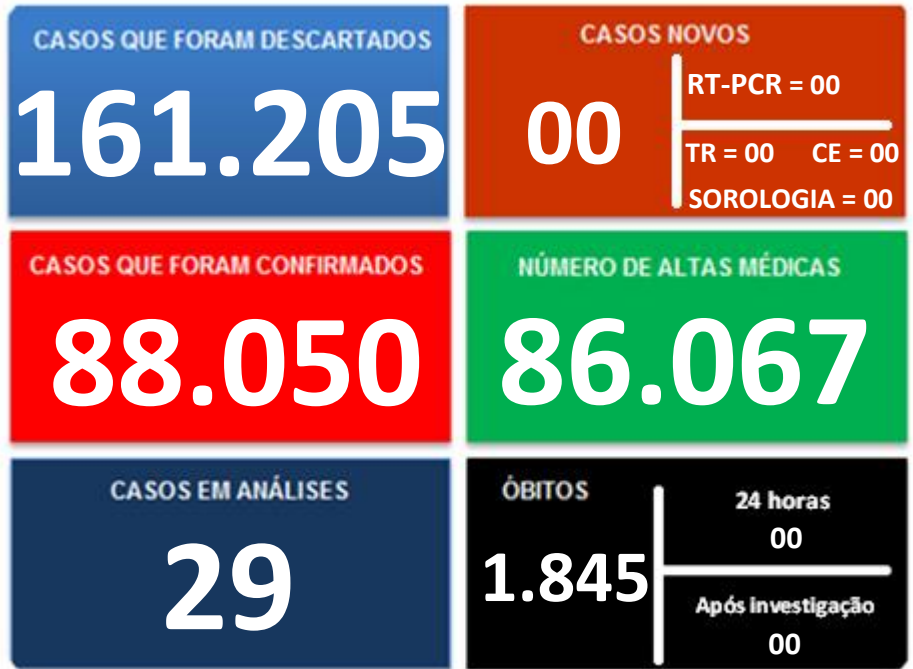 CASOS QUE FORAM DESCARTADOS
161.205
CASOS NOVOS
00
RT-PCR = 00
TR = 00 CE = 00
SOROLOGIA = 00
CASOS QUE FORAM CONFIRMADOS
88.050
NÚMERO DE ALTAS MÉDICAS
86.067
CASOS EM ANÁLISES
29
ÓBITOS
1.845
24 horas
00
Após investigação
00